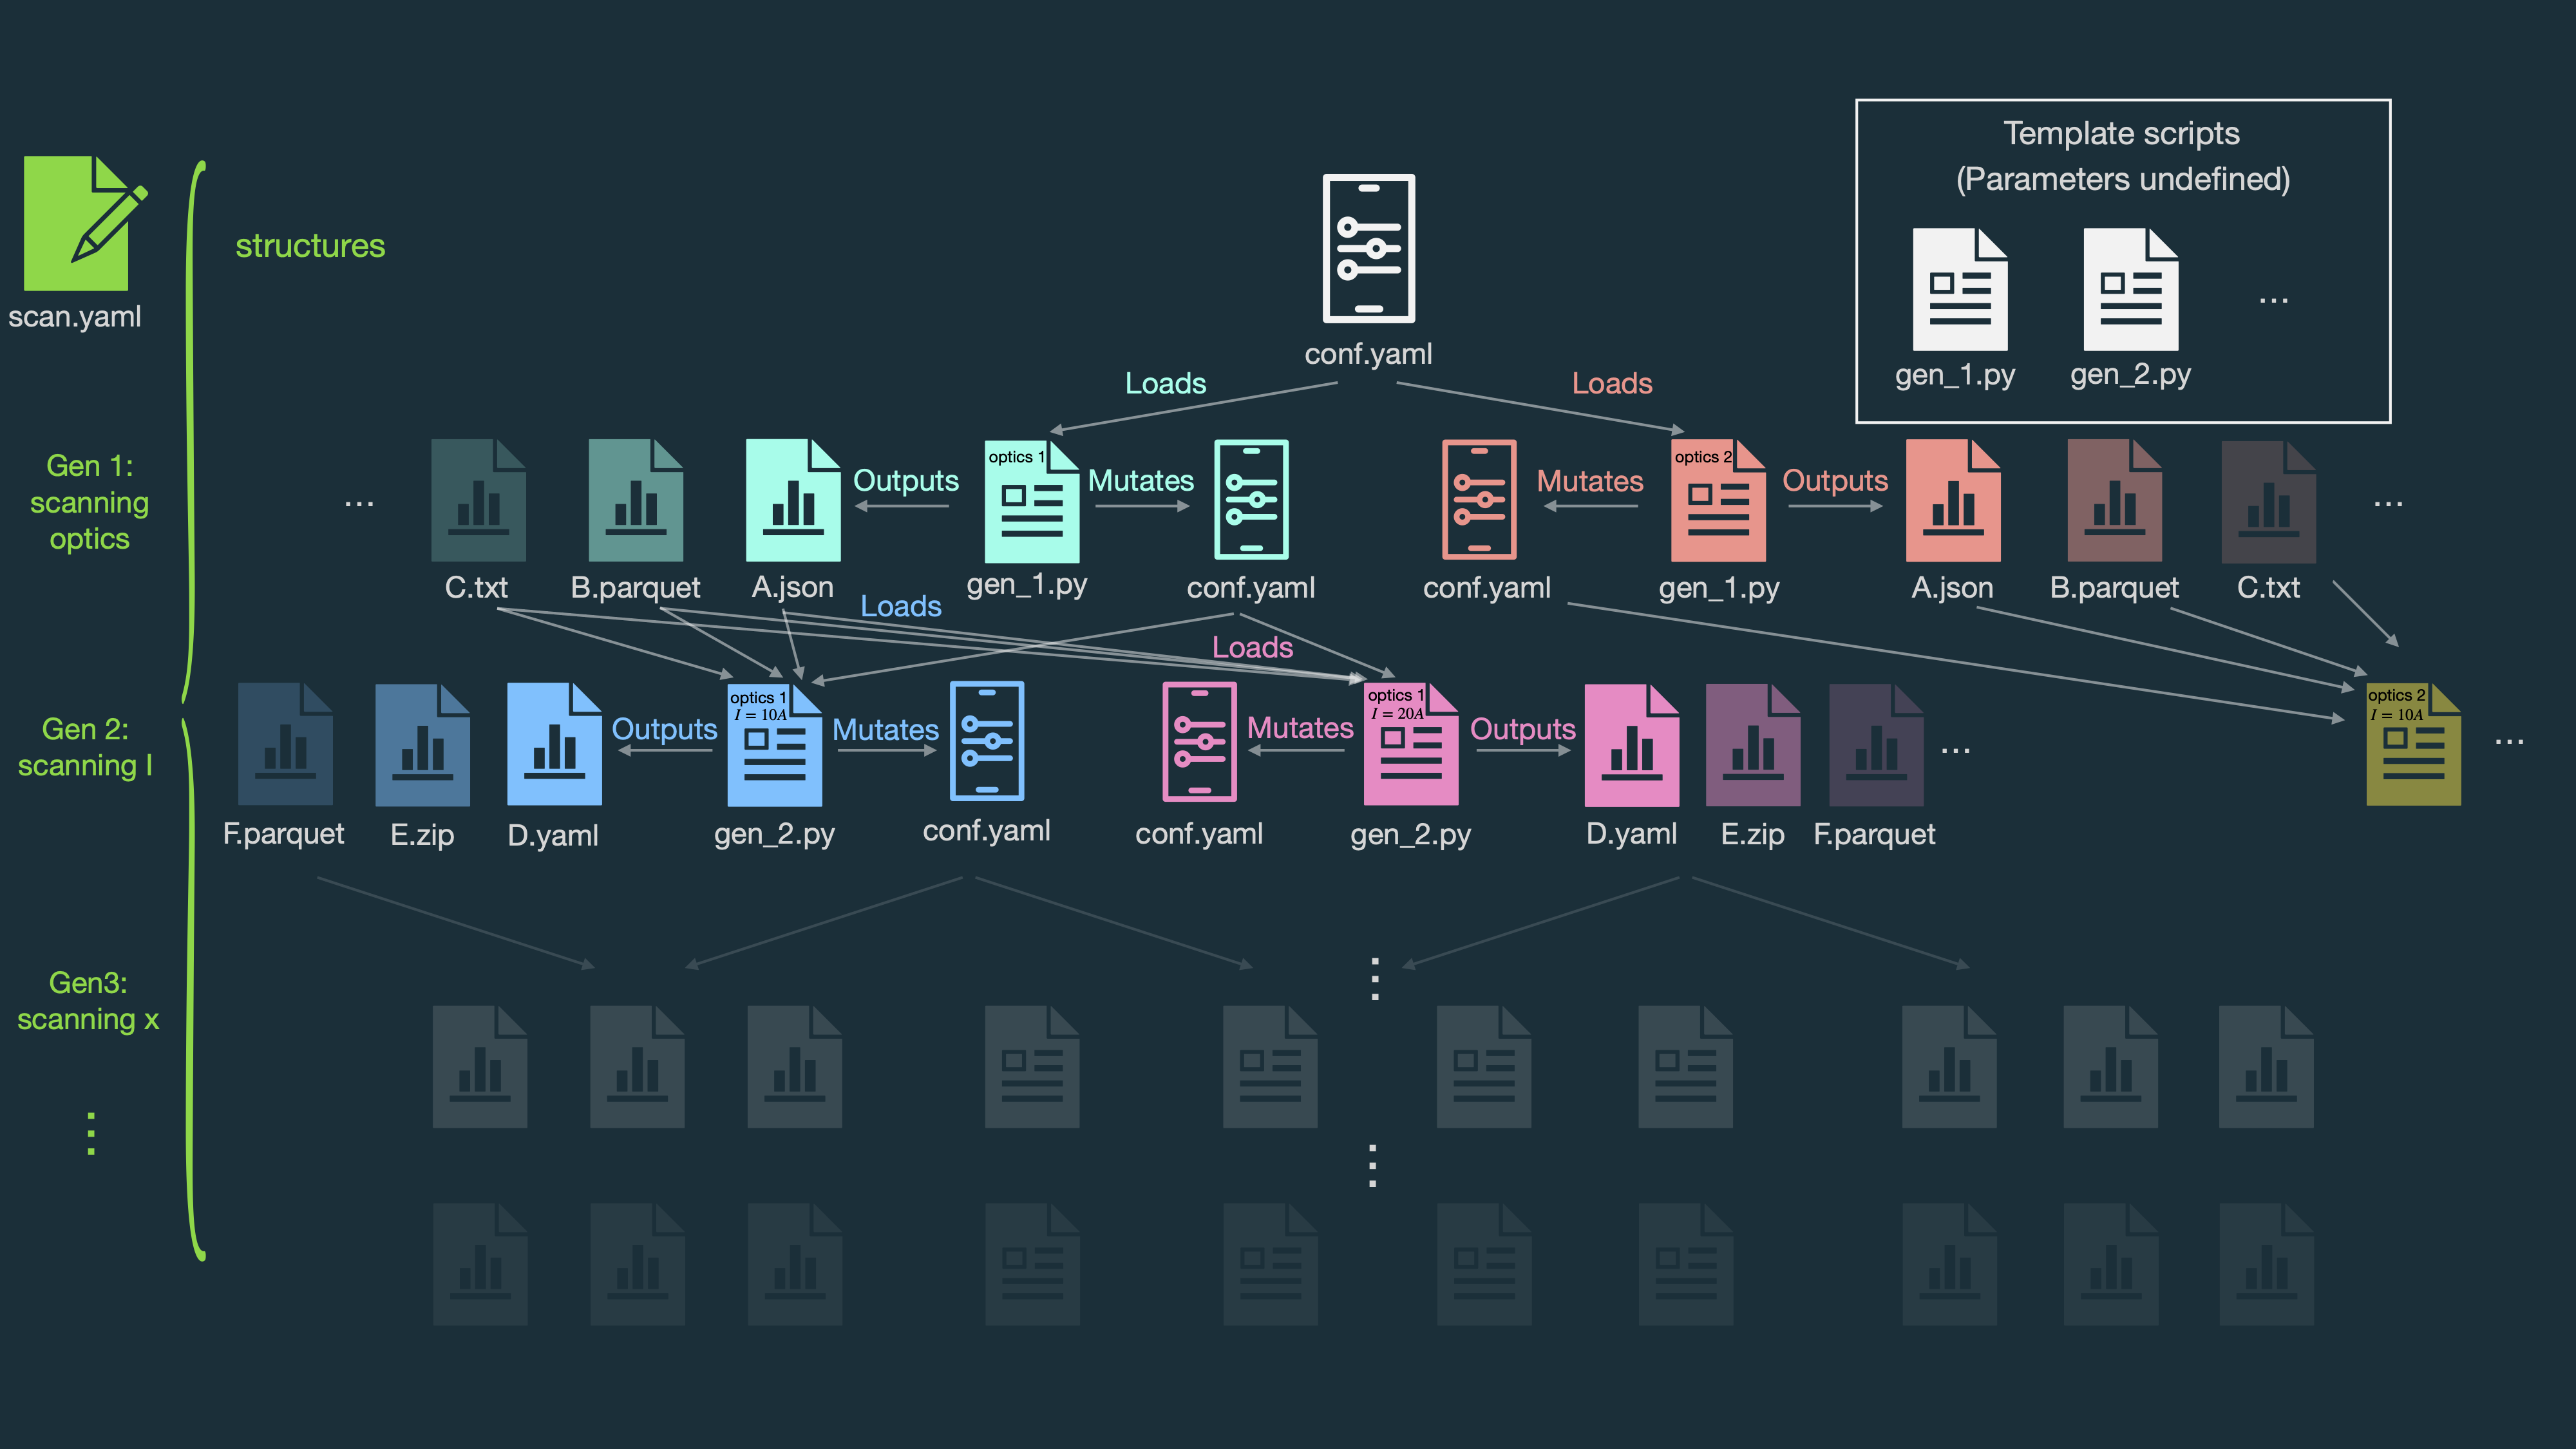 Template scripts
(Parameters undefined)
gen_1.py
gen_2.py
...
scan.yaml
structures
conf.yaml
Loads
Loads
Gen 1:
scanning
optics
...
C.txt
B.parquet
A.json
Outputs
optics 1
gen_1.py
Mutates
conf.yaml
conf.yaml
Mutates
optics 2
gen_1.py
Outputs
A.json
B.parquet
C.txt
...
Loads
Loads
Gen 2:
scanning I
F.parquet
E.zip
D.yaml
Outputs
optics 1
I = 10A
gen_2.py
Mutates
conf.yaml
conf.yaml
Mutates
optics 1
I = 20A
gen_2.py
Outputs
D.yaml
E.zip
F.parquet
...
optics 2
I = 10A
...
Gen3:
scanning x